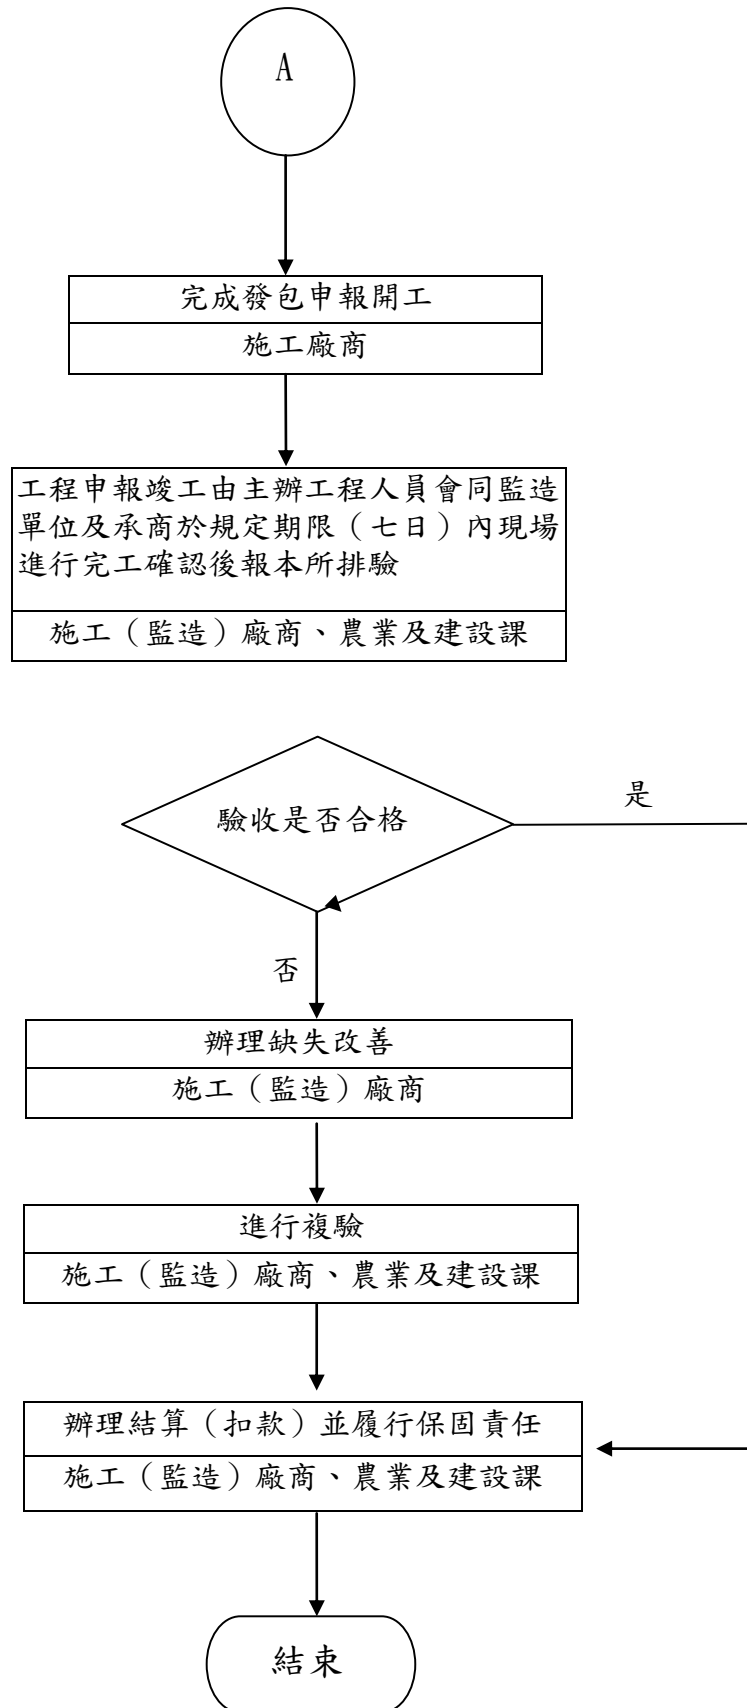 A
完成發包申報開工
施工廠商
工程申報竣工由主辦工程人員會同監造
單位及承商於規定期限（七日）內現場
進行完工確認後報本所排驗
施工（監造）廠商、農業及建設課
驗收是否合格
是
否
辦理缺失改善
施工（監造）廠商
進行複驗
施工（監造）廠商、農業及建設課
辦理結算（扣款）並履行保固責任
施工（監造）廠商、農業及建設課
結束